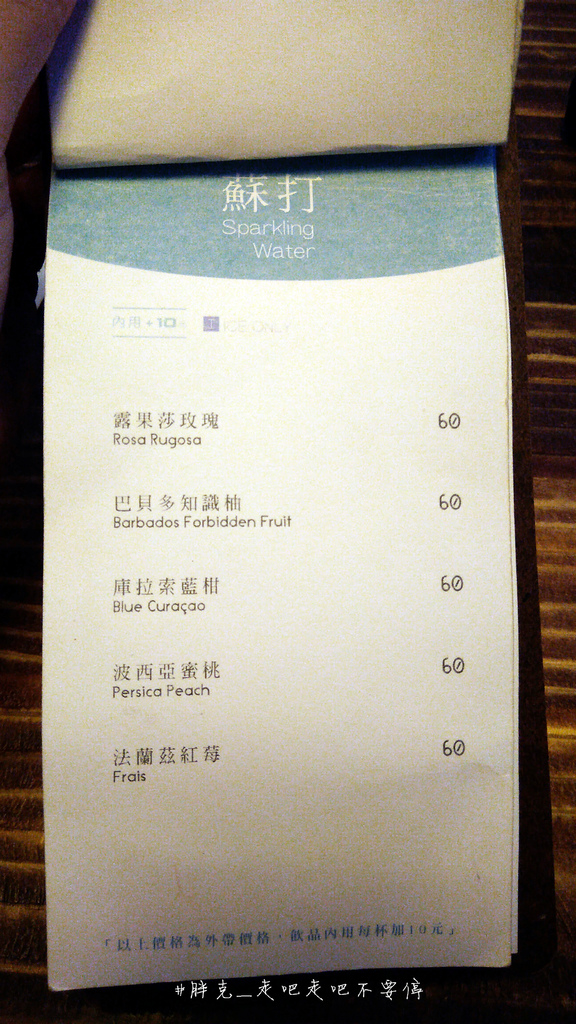 蘇打
Sparkling
Water
內用+10 ICE ONLY
露果莎玫瑰 60
Rosa Rugosa
巴貝多知識柚 60
Barbados Forbidden Fruit
庫拉索藍柑 60
Blue Curaçao
波西亞蜜桃 60
Persica Peach
法蘭茲紅莓 60
Frais
「以上價格為外帶價格,飲品內用每杯加10元」
#胖克_走吧走吧不要停